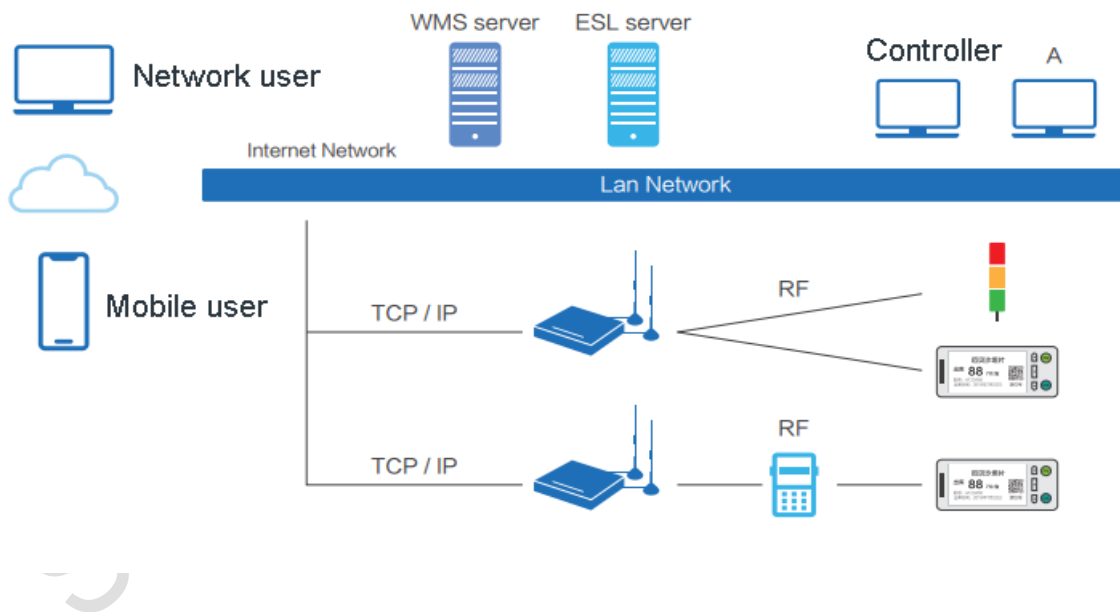 WMS server
ESL server
Controller
A
Network user
Internet Network
Lan Network
Mobile user
TCP / IP
RF
88
TCP / IP
RF
88